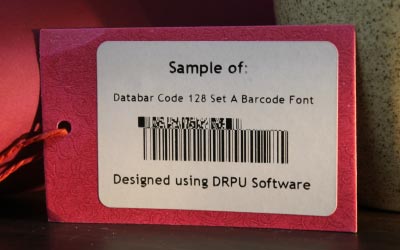 Sample of:
Databar Code 128 Set A Barcode Font
Designed using DRPU Software